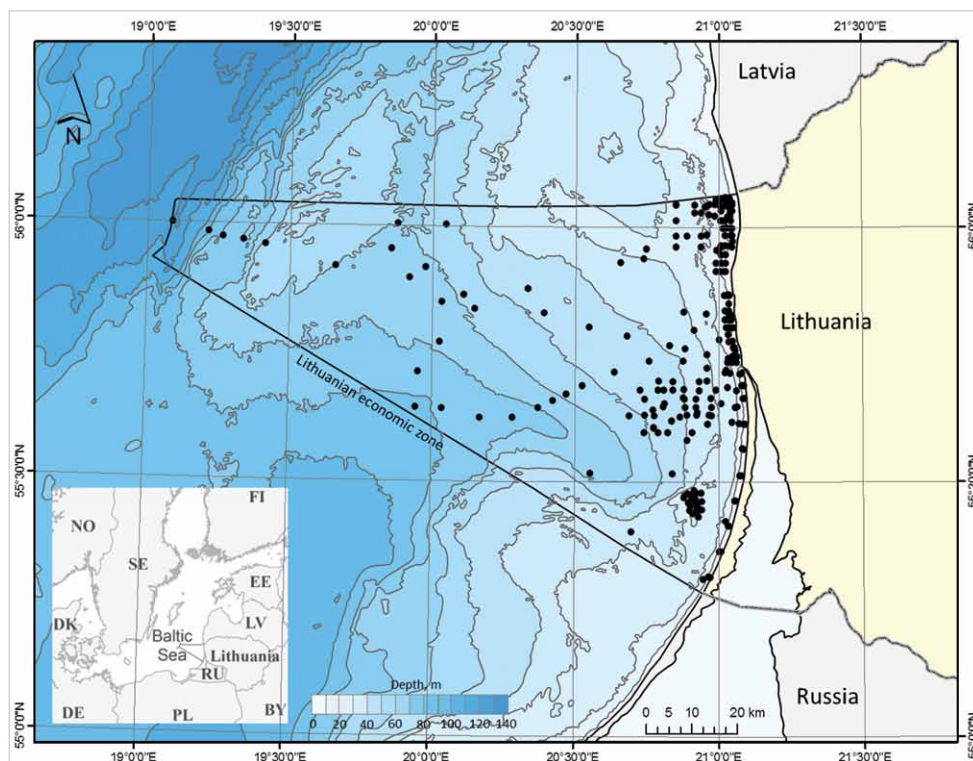 19°0'0"E 19°30'0"E 20°0'0"E 20°30'0"E 21°0'0"E 21°30'0"E
Latvia
N
56°0'0"N 56°0'0"N
Lithuania
Lithuanian economic zone
55°30'0"N 55°30'0"N
FI
NO
SE
EE
DK
LV
Baltic
Sea
Lithuania
RU
DE PL BY
Russia
Depth, m
0 20 40 60 80 100 120 140
0 5 10 20 km
55°0'0"N 55°0'0"N
19°0'0"E 19°30'0"E 20°0'0"E 20°30'0"E 21°0'0"E 21°30'0"E